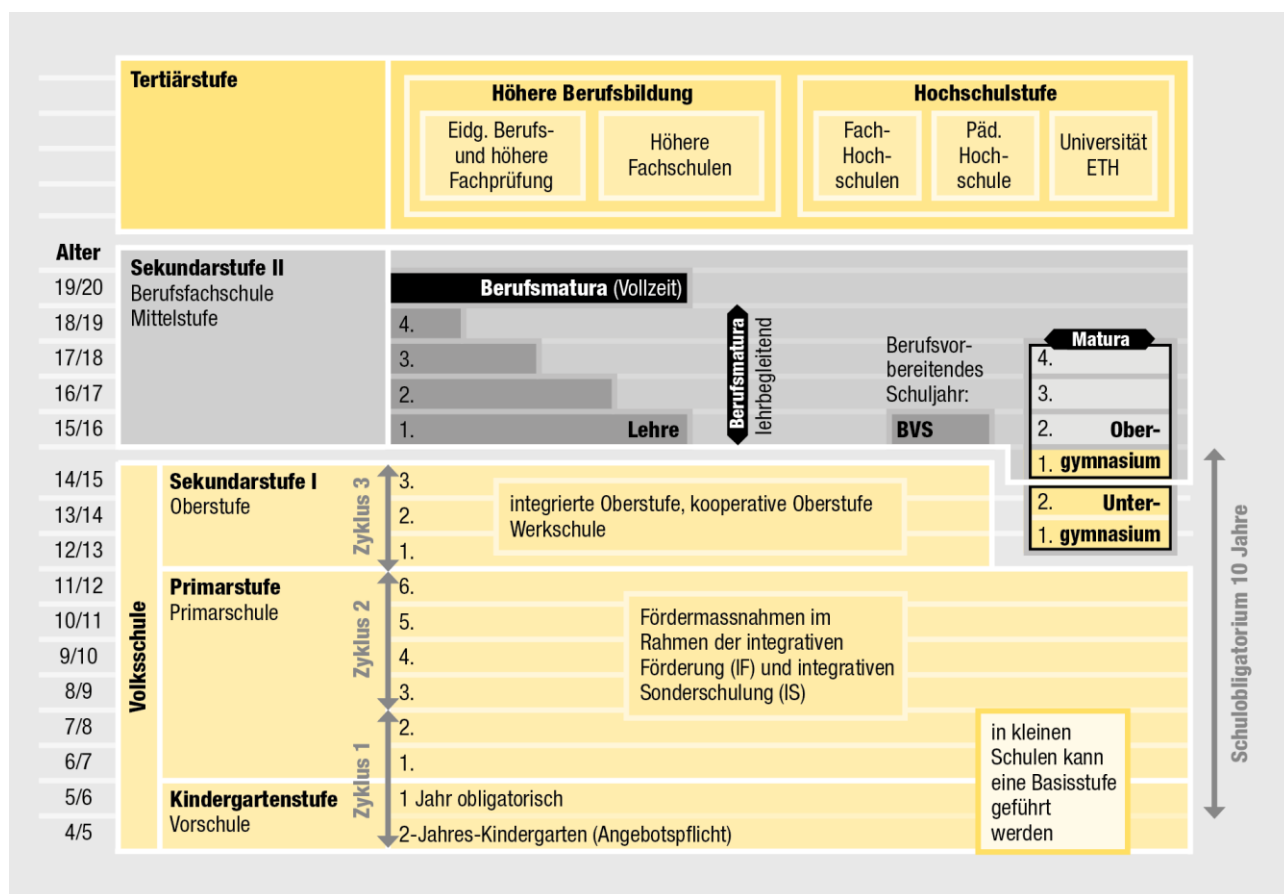 Tertiärstufe
Höhere Berufsbildung
Eidg. Berufs-
und höhere
Fachprüfung
Höhere
Fachschulen
Hochschulstufe
Fach-
Hoch-
schulen
Päd.
Hoch-
schule
Universität
ETH
Alter
19/20
18/19
17/18
16/17
15/16
14/15
13/14
12/13
11/12
10/11
9/10
8/9
7/8
6/7
5/6
4/5
Sekundarstufe II
Berufsfachschule
Mittelstufe
Berufsmatura (Vollzeit)
4.
3.
2.
1. Lehre
Berufsmatura
lehrbegleitend
Berufsvor-
bereitendes
Schuljahr:
BVS
Matura
4.
3.
2. Ober-
1. gymnasium
2. Unter-
1. gymnasium
Volksschule
Sekundarstufe I
Oberstufe
Zyklus 3
3.
2.
1.
integrierte Oberstufe, kooperative Oberstufe
Werkschule
Primarstufe
Primarschule
Zyklus 2
6.
5.
4.
3.
2.
1.
Fördermassnahmen im
Rahmen der integrativen
Förderung (IF) und integrativen
Sonderschulung (IS)
Zyklus 1
Kindergartenstufe
Vorschule
1 Jahr obligatorisch
2-Jahres-Kindergarten (Angebotspflicht)
in kleinen
Schulen kann
eine Basisstufe
geführt
werden
Schulobligatorium 10 Jahre